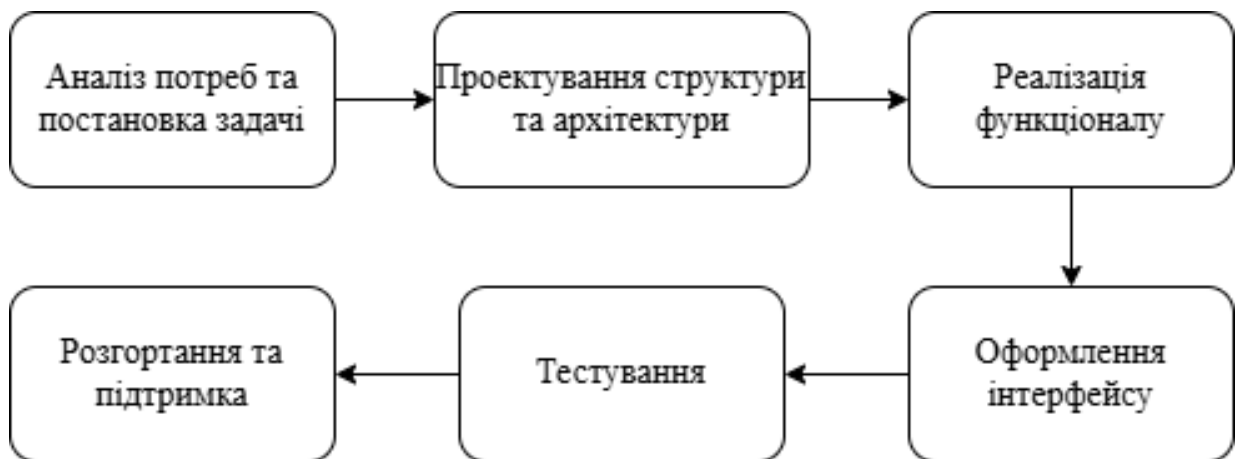 Аналіз потреб та
постановка задачі
Проектування структури
та архітектури
Реалізація
функціоналу
Оформлення
інтерфейсу
Тестування
Розгортання та
підтримка